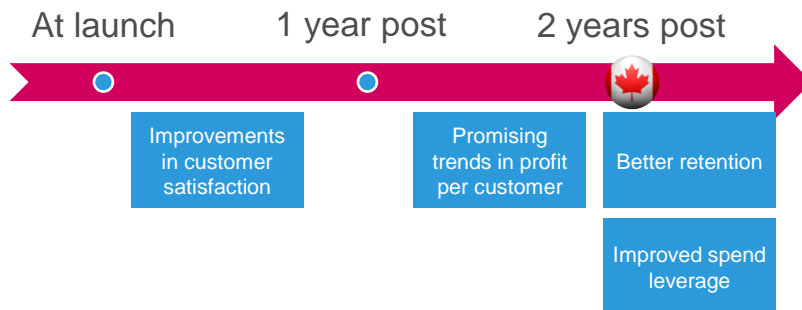 At launch
1 year post
2 years post
Improvements
in customer
satisfaction
Promising
trends in profit
per customer
Better retention
Improved spend
leverage